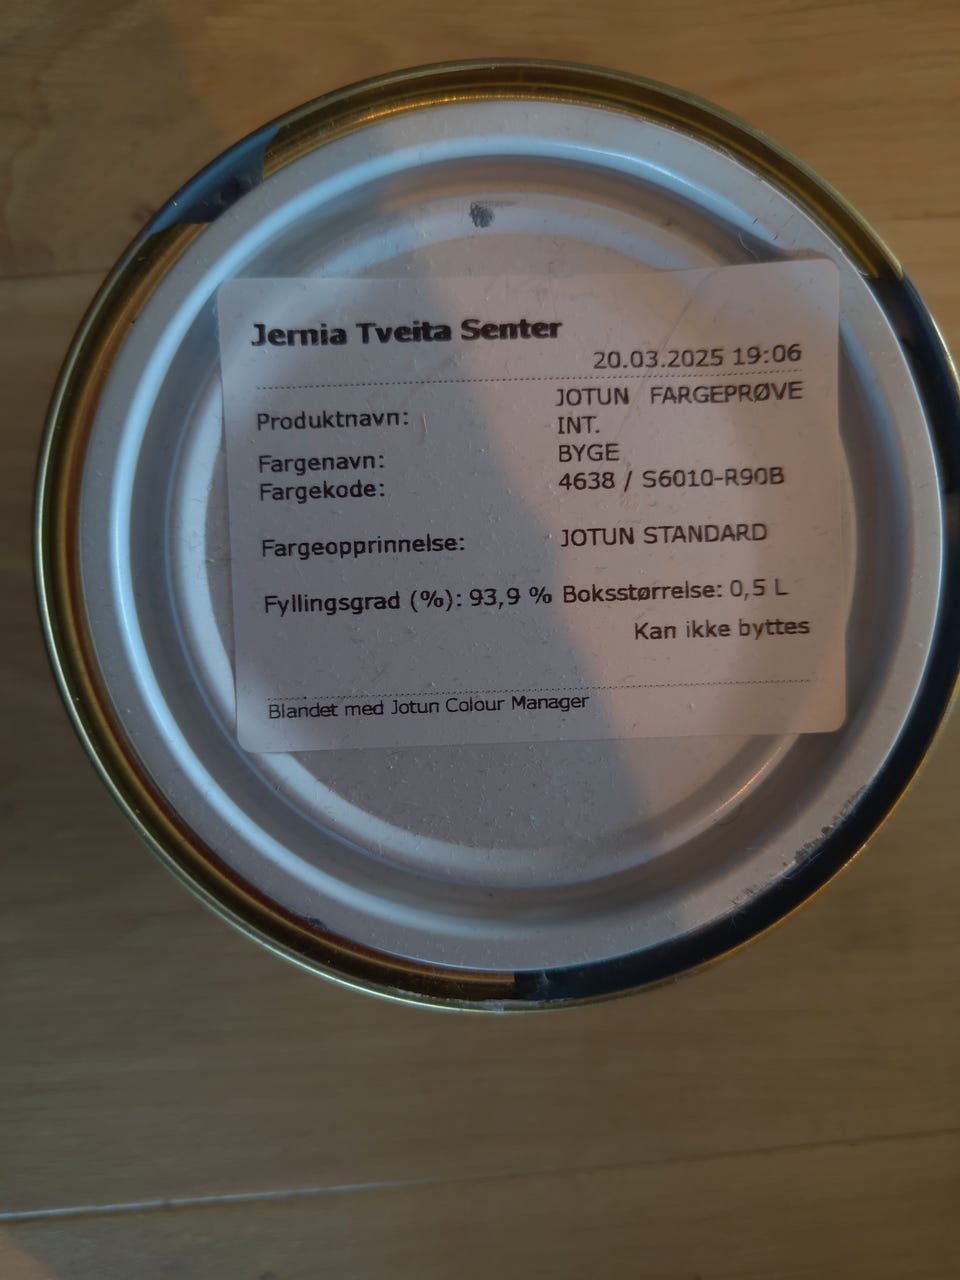 Jernia Tveita Senter
20.03.2025 19:06
Produktnavn: JOTUN FARGEPRØVE
INT.
Fargenavn: BYGE
Fargekode: 4638 / S6010-R90B
Fargeopprinnelse: JOTUN STANDARD
Fyllingsgrad (%): 93,9 % Boksstørrelse: 0,5 L
Kan ikke byttes
Blandet med Jotun Colour Manager